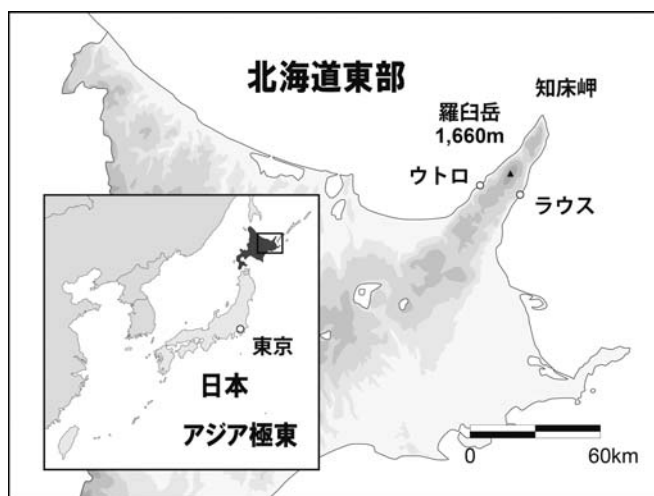 北海道東部
知床岬
羅臼岳
1,660m
ウトロ
ラウス
東京
日本
アジア極東
0 60km